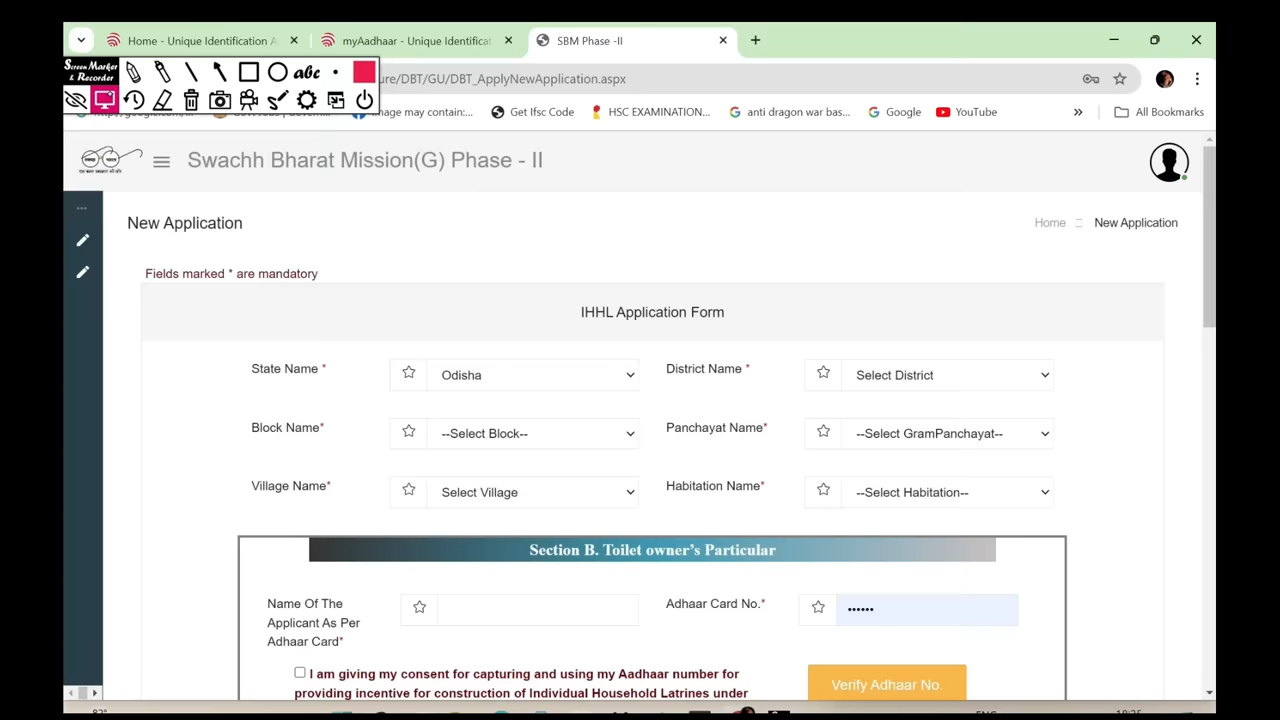 Home - Unique Identification A
myAadhaar - Unique Identificat
SBM Phase -II
Screen Marker
& Recorder
abc
ure/DBT/GU/DBT_ApplyNewApplication.aspx
image may contain:...
Get Ifsc Code
HSC EXAMINATION...
anti dragon war bas...
Google
YouTube
»
All Bookmarks
Swachh Bharat Mission(G) Phase - II
New Application
Home
New Application
Fields marked * are mandatory
IHHL Application Form
State Name *
Odisha
District Name *
Select District
Block Name*
--Select Block--
Panchayat Name*
--Select GramPanchayat--
Village Name*
Select Village
Habitation Name*
--Select Habitation--
Section B. Toilet owner's Particular
Name Of The
Applicant As Per
Adhaar Card*
Adhaar Card No.*
••••••
I am giving my consent for capturing and using my Aadhaar number for
providing incentive for construction of Individual Household Latrines under
Verify Adhaar No.